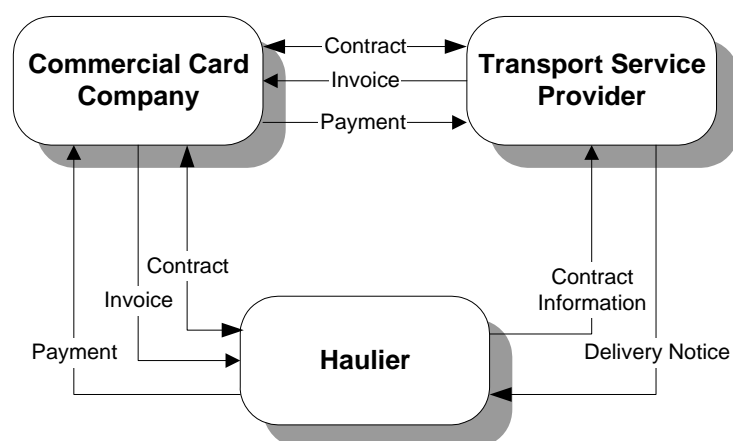 Commercial Card
Company
Contract
Invoice
Payment
Transport Service
Provider
Contract
Invoice
Payment
Haulier
Contract
Information
Delivery Notice